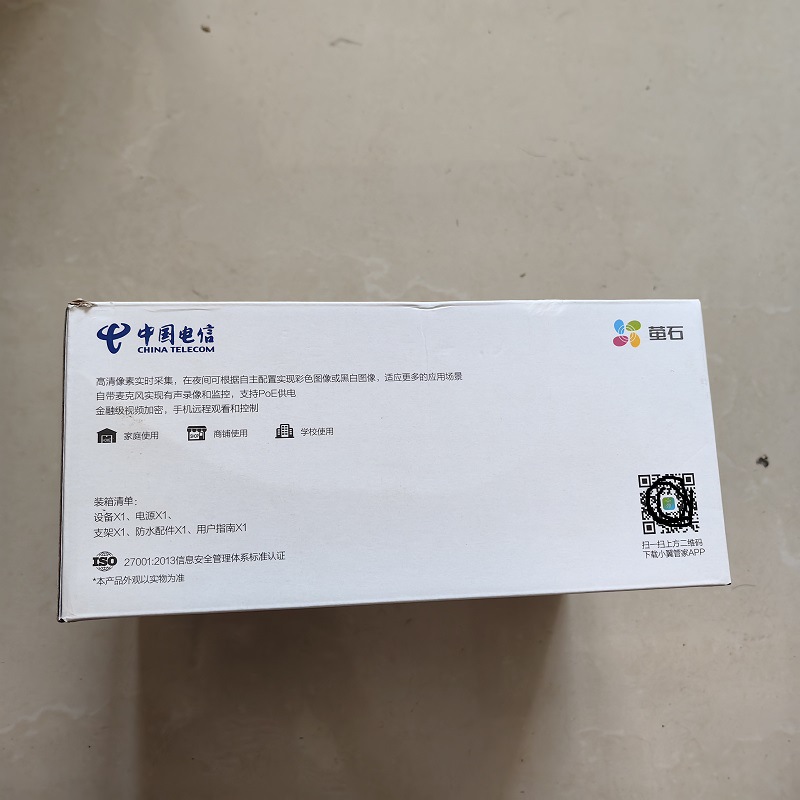 中国电信
CHINA TELECOM
萤石
高清像素实时采集，在夜间可根据自主配置实现彩色图像或黑白图像，适应更多的应用场景
自带麦克风实现有声录像和监控，支持PoE供电
金融级视频加密，手机远程观看和控制
家庭使用
SHOP
商铺使用
学校使用
装箱清单：
设备X1、电源X1、
支架X1、防水配件X1、用户指南X1
ISO 27001:2013信息安全管理体系标准认证
*本产品外观以实物为准
扫一扫上方二维码
下载小翼管家APP